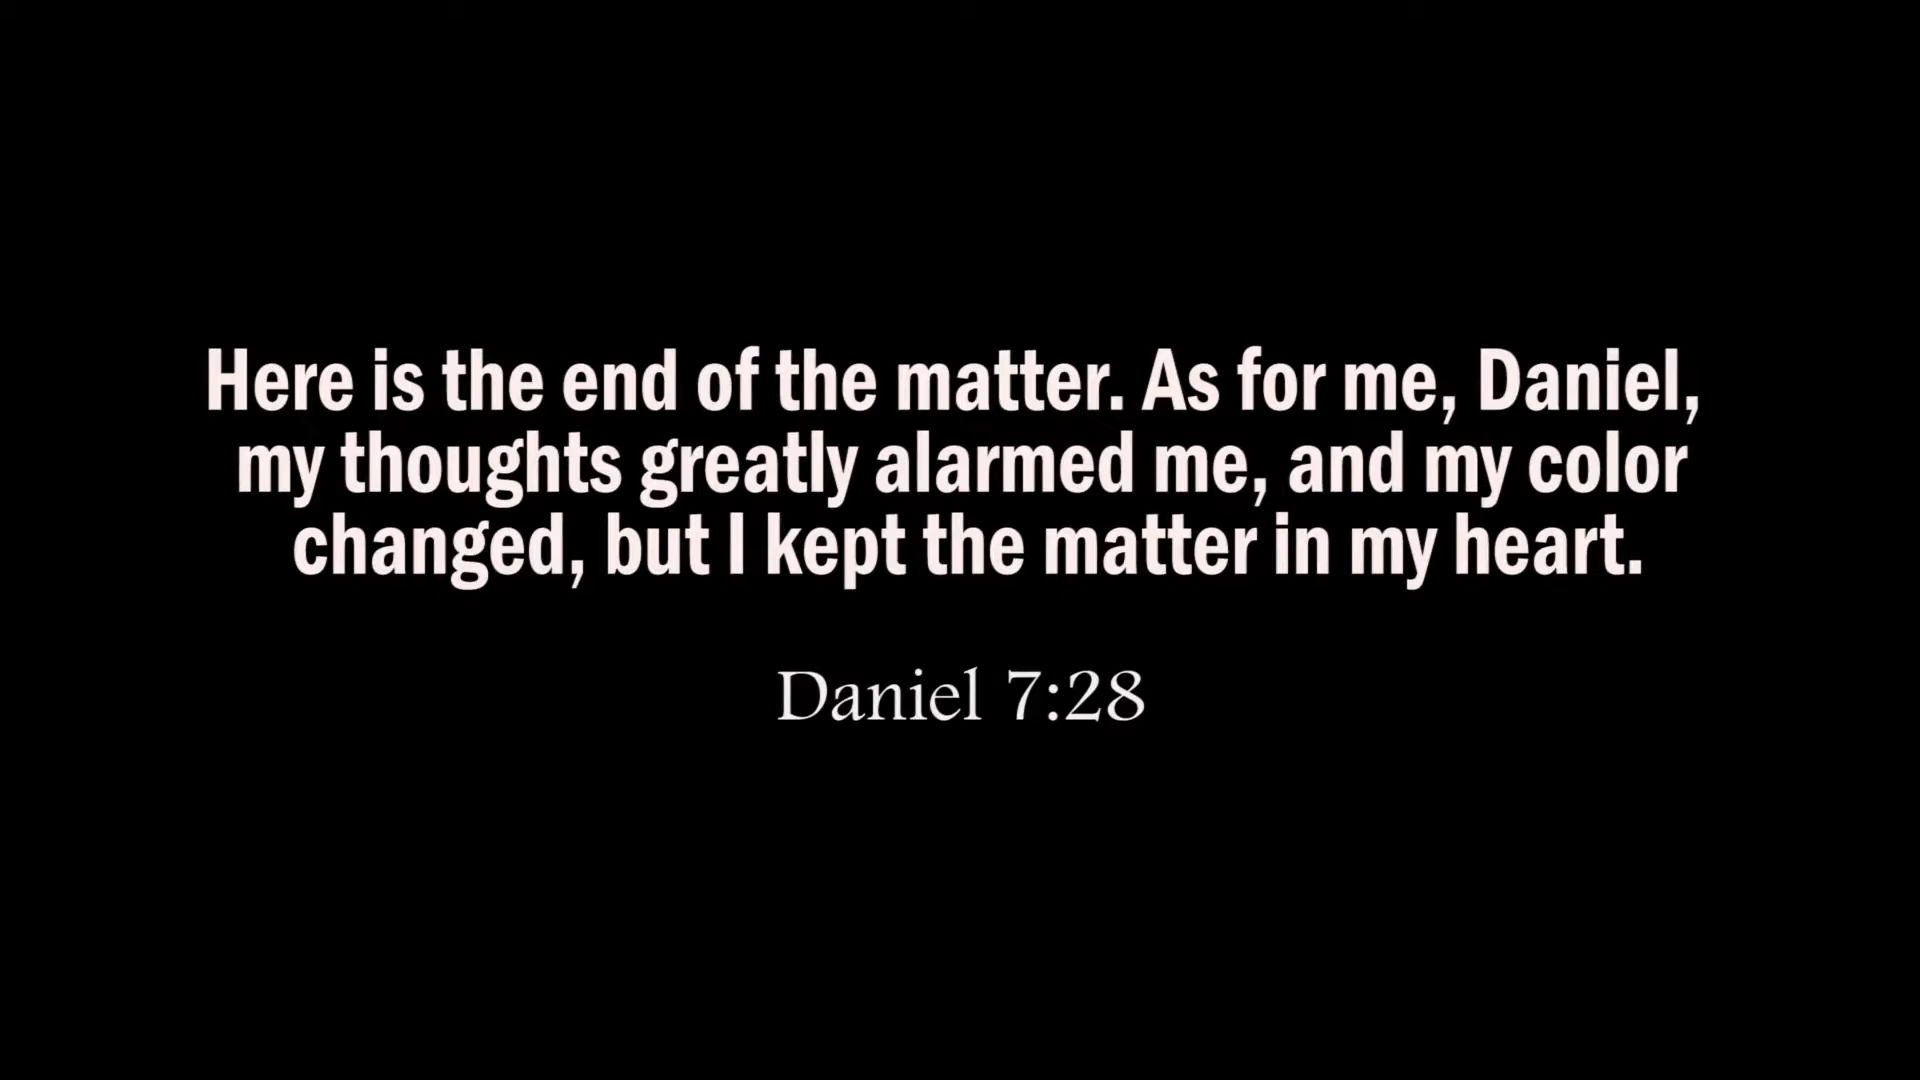 Here is the end of the matter. As for me, Daniel,
my thoughts greatly alarmed me, and my color
changed, but I kept the matter in my heart.
Daniel 7:28